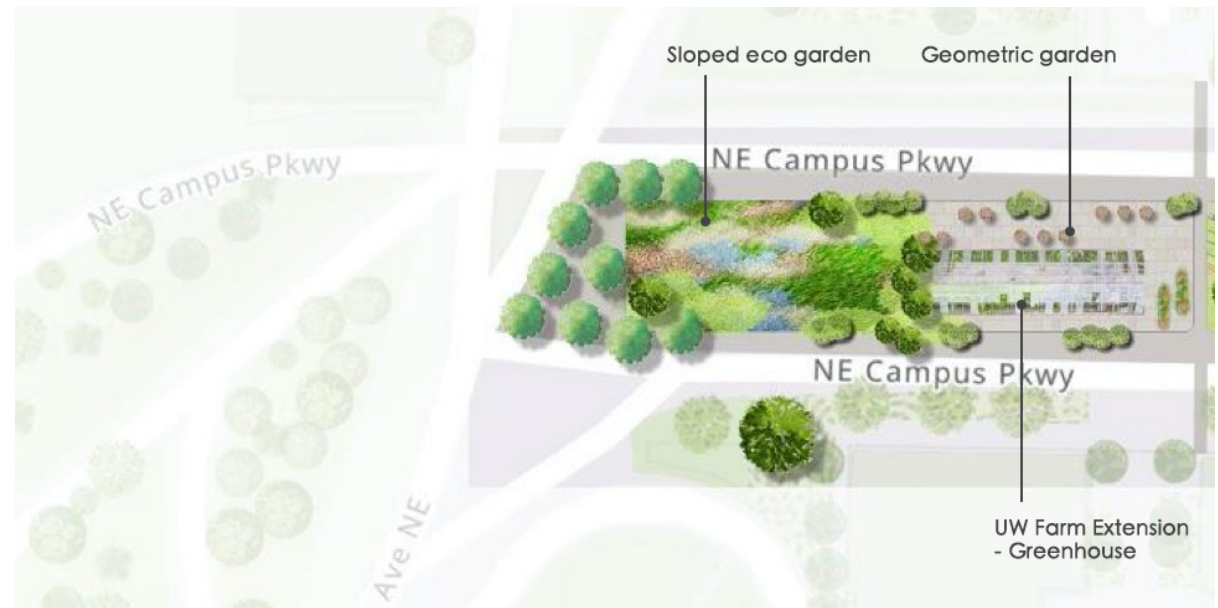 Sloped eco garden
Geometric garden
NE Campus Pkwy
NE Campus Pkwy
NE Campus Pkwy
Ave NE
UW Farm Extension
- Greenhouse